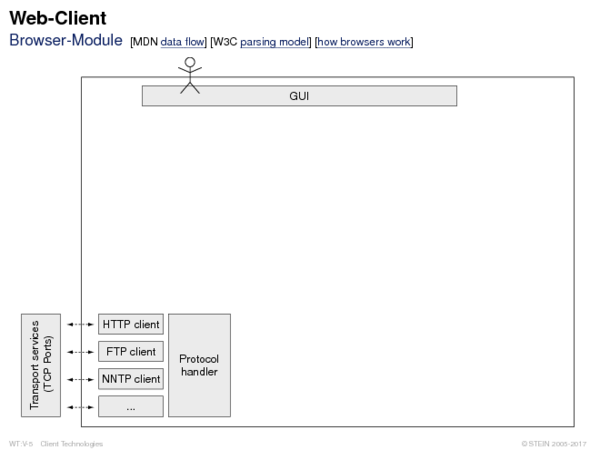 Web-Client
Browser-Module [MDN data flow] [W3C parsing model] [how browsers work]
GUI
Transport services
(TCP Ports)
HTTP client
FTP client
NNTP client
...
Protocol
handler
WT:V-5 Client Technologies
© STEIN 2005-2017